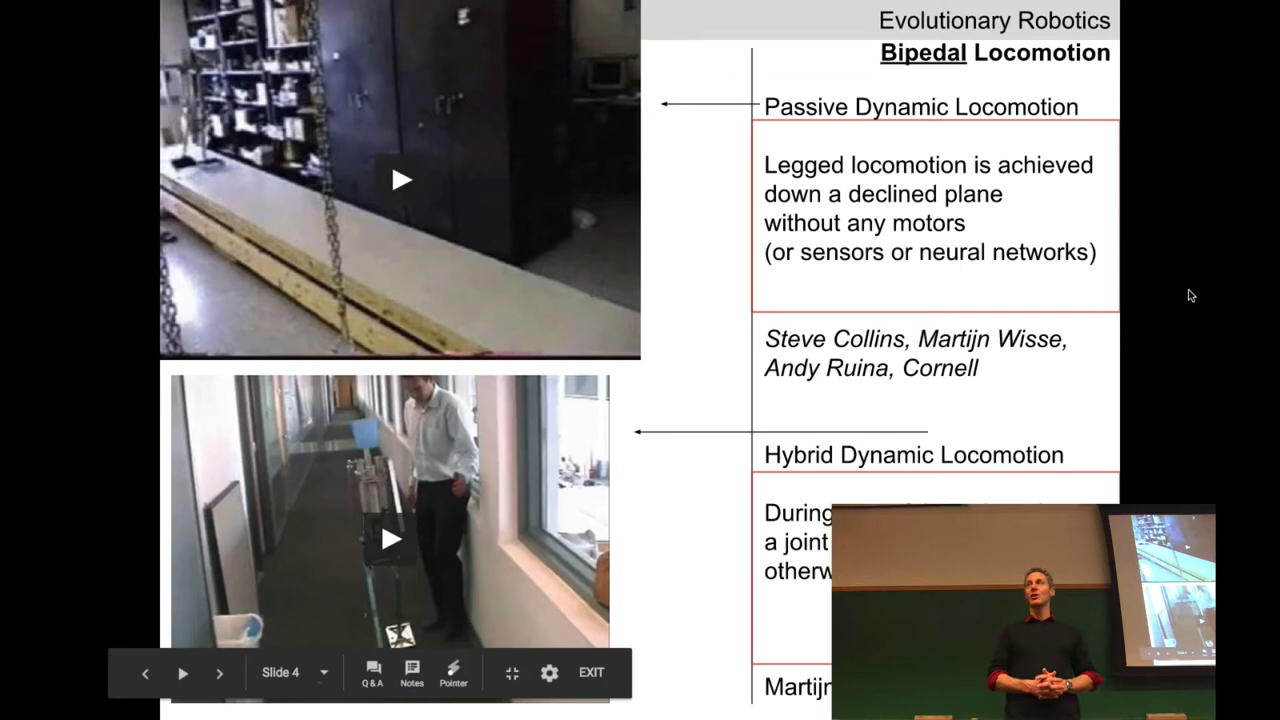 Evolutionary Robotics
Bipedal Locomotion
Passive Dynamic Locomotion
Legged locomotion is achieved
down a declined plane
without any motors
(or sensors or neural networks)
Steve Collins, Martijn Wisse,
Andy Ruina, Cornell
Hybrid Dynamic Locomotion
During
a joint
otherw
Martijn
Slide 4
Q & A
Notes
Pointer
EXIT